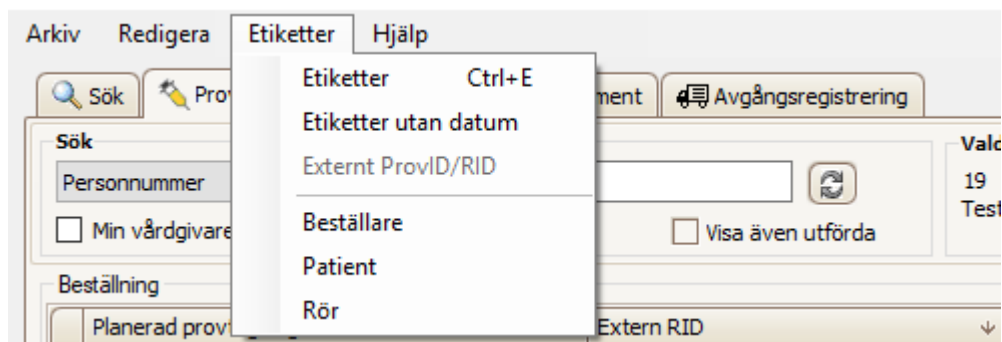 Arkiv Redigera Etiketter Hjälp
Etiketter Ctrl+E
Etiketter utan datum
Externt ProvID/RID
Beställare
Patient
Rör
Sök Prov ment Avgångsregistrering
Sök Vald
Personnummer 19
Test
Min vårdgivare Visa även utförda
Beställning
Planerad Extern RID